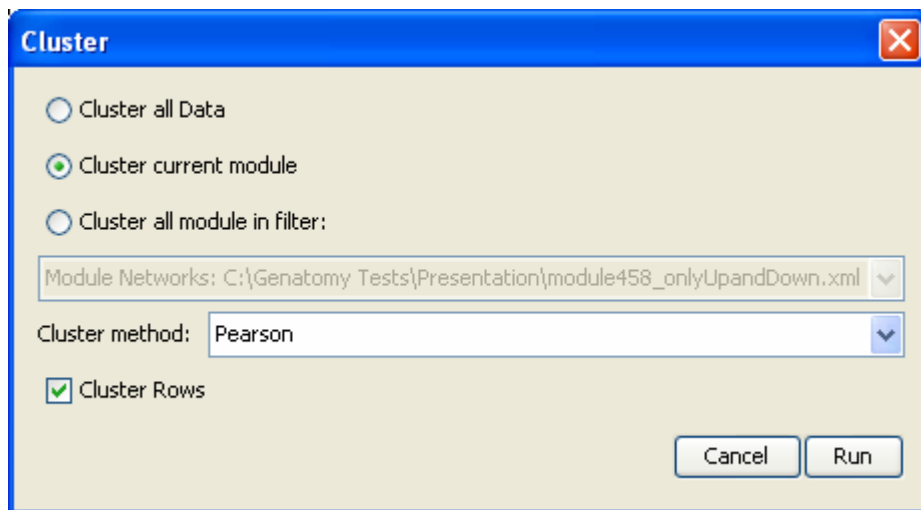 Cluster
Cluster all Data
Cluster current module
Cluster all module in filter:
Module Networks: C:\Genatomy Tests\Presentation\module458_onlyUpandDown.xml
Cluster method: Pearson
Cluster Rows
Cancel Run